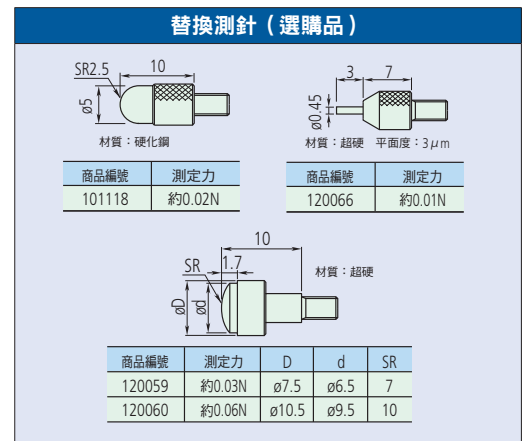 替換測針（選購品）
SR2.5
10
ø5
材質：硬化鋼
商品編號 測定力
101118 約0.02N
3
7
ø0.45
材質：超硬 平面度：3μm
商品編號 測定力
120066 約0.01N
10
SR
1.7
材質：超硬
øD
ød
商品編號 測定力 D d SR
120059 約0.03N ø7.5 ø6.5 7
120060 約0.06N ø10.5 ø9.5 10